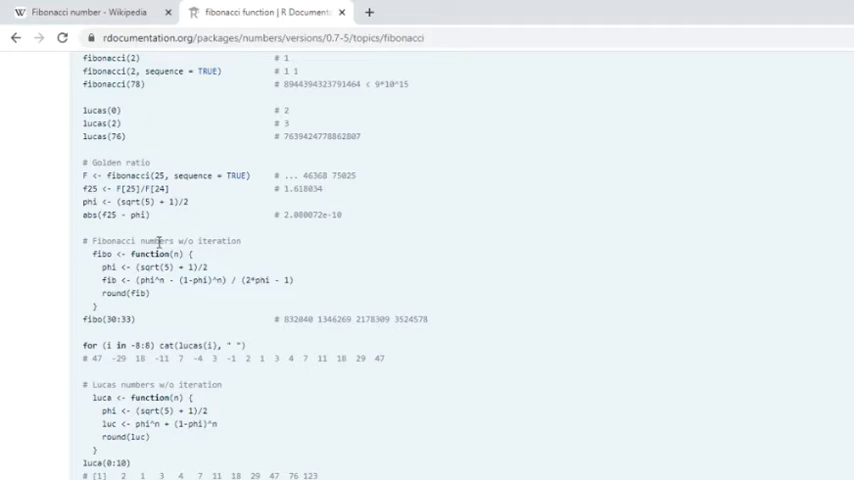 Fibonacci number - Wikipedia
fibonacci function | R Document
rdocumentation.org/packages/numbers/versions/0.7-5/topics/fibonacci
fibonacci(2) # 1
fibonacci(2, sequence = TRUE) # 1 1
fibonacci(78) # 8944394323791464 < 9*10^15
lucas(0) # 2
lucas(2) # 3
lucas(76) # 7639424778862807
# Golden ratio
F <- fibonacci(25, sequence = TRUE) # ... 46368 75025
f25 <- F[25]/F[24] # 1.618034
phi <- (sqrt(5) + 1)/2
abs(f25 - phi) # 2.080072e-10
# Fibonacci numbers w/o iteration
fibo <- function(n) {
phi <- (sqrt(5) + 1)/2
fib <- (phi^n - (1-phi)^n) / (2*phi - 1)
round(fib)
}
fibo(30:33) # 832040 1346269 2178309 3524578
for (i in -8:8) cat(lucas(i), " ")
# 47 -29 18 -11 7 -4 3 -1 2 1 3 4 7 11 18 29 47
# Lucas numbers w/o iteration
luca <- function(n) {
phi <- (sqrt(5) + 1)/2
luc <- phi^n + (1-phi)^n
round(luc)
}
luca(0:10)
# [1] 2 1 3 4 7 11 18 29 47 76 123